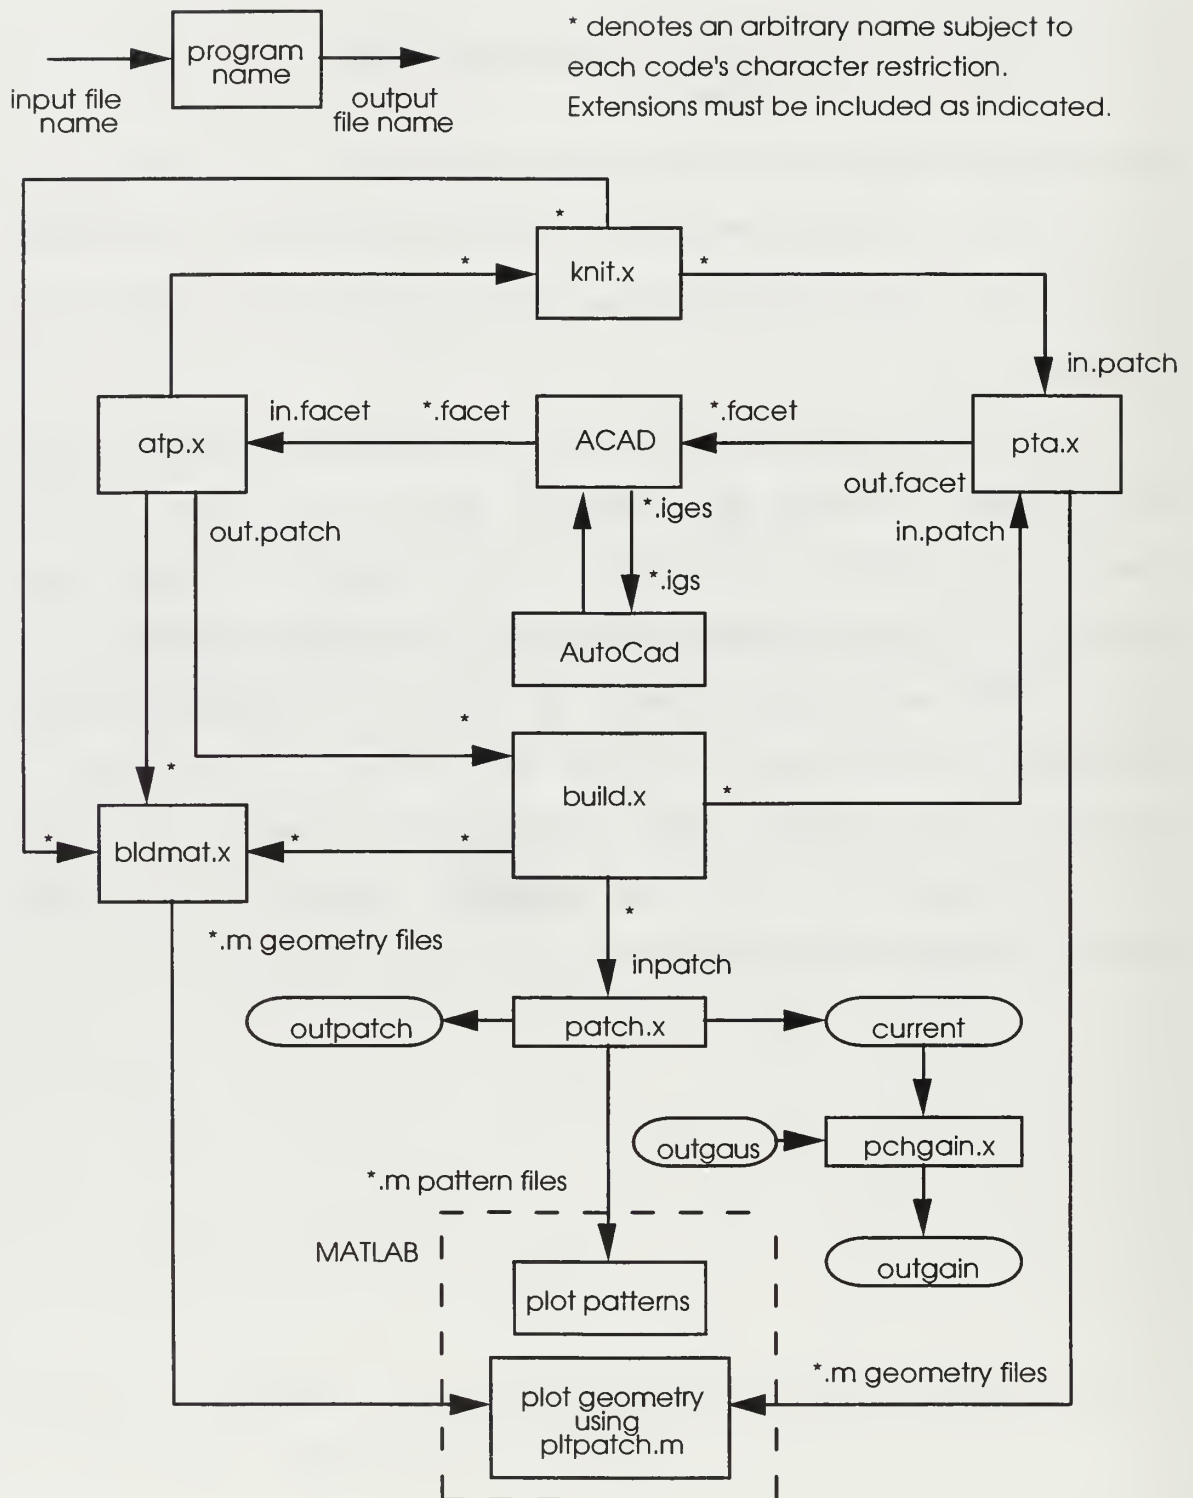 program
name
input file
name
output
file name
* denotes an arbitrary name subject to
each code's character restriction.
Extensions must be included as indicated.
*
* knit.x *
in.patch
atp.x
in.facet *.facet
ACAD
*.facet
pta.x
out.facet
out.patch
*.iges
in.patch
*.igs
AutoCad
*
*
build.x *
* bldmat.x * *
*
*.m geometry files
inpatch
outpatch patch.x current
outgaus pchgain.x
*.m pattern files
MATLAB
outgain
plot patterns
*.m geometry files
plot geometry
using
pltpatch.m